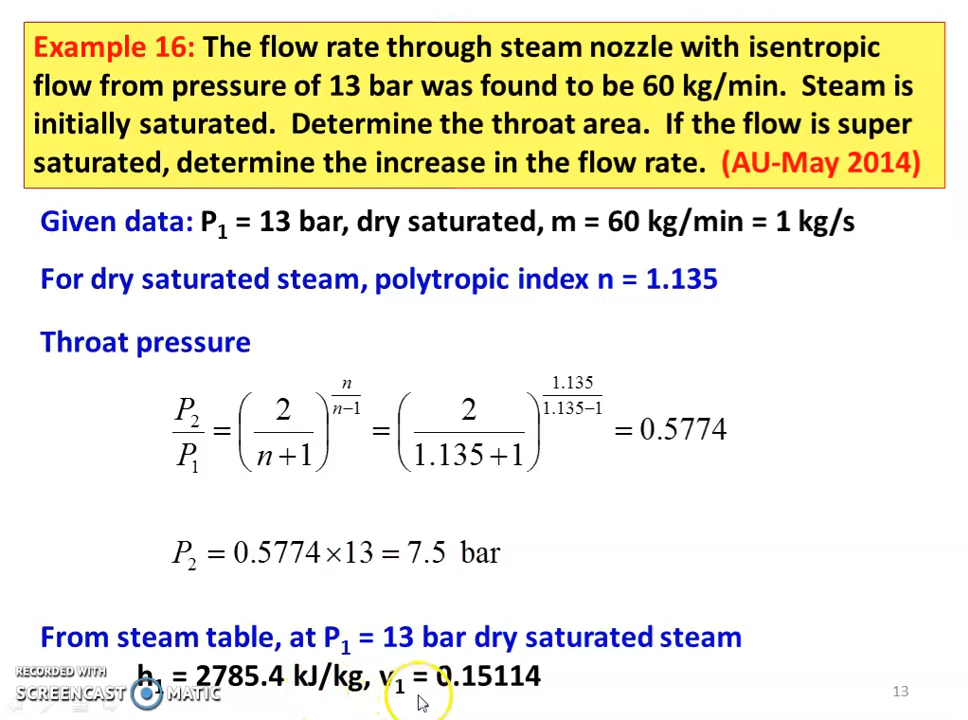 Example 16: The flow rate through steam nozzle with isentropic
flow from pressure of 13 bar was found to be 60 kg/min. Steam is
initially saturated. Determine the throat area. If the flow is super
saturated, determine the increase in the flow rate. (AU-May 2014)
Given data: P₁ = 13 bar, dry saturated, m = 60 kg/min = 1 kg/s
For dry saturated steam, polytropic index n = 1.135
Throat pressure
P₂/P₁ = (2/(n+1))^(n/(n−1)) = (2/(1.135+1))^(1.135/(1.135−1)) = 0.5774
P₂ = 0.5774×13 = 7.5 bar
From steam table, at P₁ = 13 bar dry saturated steam
h₁ = 2785.4 kJ/kg, v₁ = 0.15114
RECORDED WITH
SCREENCAST MATIC
13